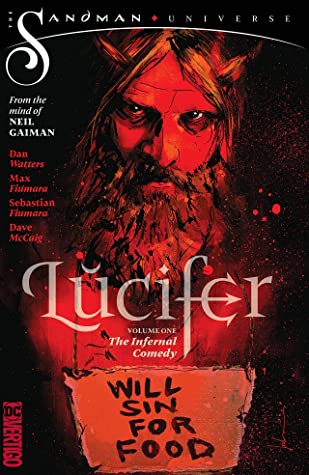 THE SANDMAN UNIVERSE
From the
mind of
NEIL
GAIMAN
Dan
Watters
Max
Fiumara
Sebastian
Fiumara
Dave
McCaig
Lucifer
VOLUME ONE
The Infernal
Comedy
WILL
SIN
FOR
FOOD
DC
VERTIGO